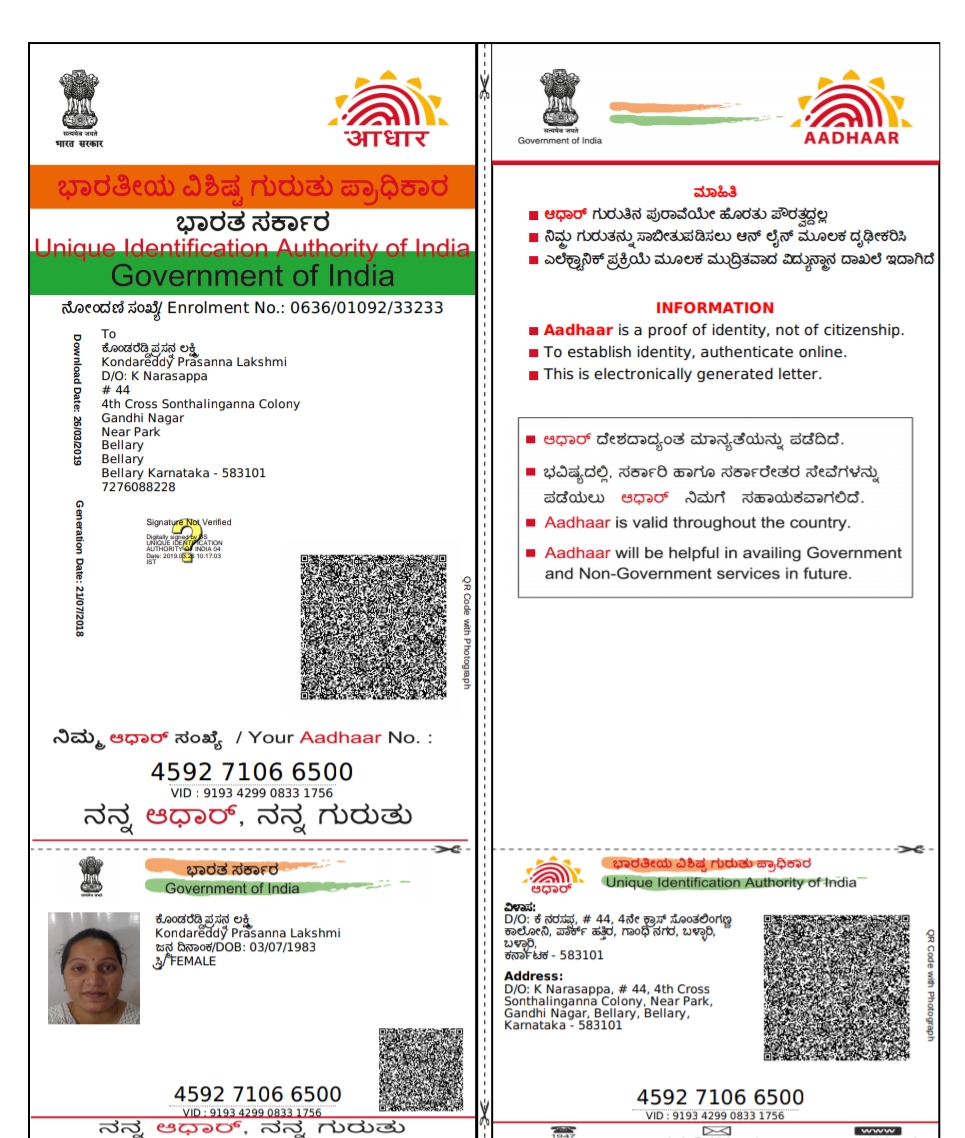 सत्यमेव जयते
भारत सरकार
आधार
ಭಾರತೀಯ ವಿಶಿಷ್ಟ ಗುರುತು ಪ್ರಾಧಿಕಾರ
ಭಾರತ ಸರ್ಕಾರ
Unique Identification Authority of India
Government of India
ನೋಂದಣಿ ಸಂಖ್ಯೆ/ Enrolment No.: 0636/01092/33233
Download Date: 26/03/2019
Generation Date: 21/07/2018
To
ಕೊಂಡರೆಡ್ಡಿ ಪ್ರಸನ್ನ ಲಕ್ಷ್ಮಿ
Kondareddy Prasanna Lakshmi
D/O: K Narasappa
# 44
4th Cross Sonthalinganna Colony
Gandhi Nagar
Near Park
Bellary
Bellary
Bellary Karnataka - 583101
7276088228
Signature Not Verified
Digitally signed by DS
UNIQUE IDENTIFICATION
AUTHORITY OF INDIA 04
Date: 2019.03.26 10:17:03
IST
QR Code with Photograph
ನಿಮ್ಮ ಆಧಾರ್ ಸಂಖ್ಯೆ / Your Aadhaar No. :
4592 7106 6500
VID : 9193 4299 0833 1756
ನನ್ನ ಆಧಾರ್, ನನ್ನ ಗುರುತು
सत्यमेव जयते
Government of India
AADHAAR
ಮಾಹಿತಿ
ಆಧಾರ್ ಗುರುತಿನ ಪುರಾವೆಯೇ ಹೊರತು ಪೌರತ್ವದ್ದಲ್ಲ
ನಿಮ್ಮ ಗುರುತನ್ನು ಸಾಬೀತುಪಡಿಸಲು ಆನ್ ಲೈನ್ ಮೂಲಕ ದೃಢೀಕರಿಸಿ
ಎಲೆಕ್ಟ್ರಾನಿಕ್ ಪ್ರಕ್ರಿಯೆ ಮೂಲಕ ಮುದ್ರಿತವಾದ ವಿದ್ಯುನ್ಮಾನ ದಾಖಲೆ ಇದಾಗಿದೆ
INFORMATION
Aadhaar is a proof of identity, not of citizenship.
To establish identity, authenticate online.
This is electronically generated letter.
ಆಧಾರ್ ದೇಶದಾದ್ಯಂತ ಮಾನ್ಯತೆಯನ್ನು ಪಡೆದಿದೆ.
ಭವಿಷ್ಯದಲ್ಲಿ, ಸರ್ಕಾರಿ ಹಾಗೂ ಸರ್ಕಾರೇತರ ಸೇವೆಗಳನ್ನು
ಪಡೆಯಲು ಆಧಾರ್ ನಿಮಗೆ ಸಹಾಯಕವಾಗಲಿದೆ.
Aadhaar is valid throughout the country.
Aadhaar will be helpful in availing Government
and Non-Government services in future.
ಭಾರತ ಸರ್ಕಾರ
Government of India
ಕೊಂಡರೆಡ್ಡಿ ಪ್ರಸನ್ನ ಲಕ್ಷ್ಮಿ
Kondareddy Prasanna Lakshmi
ಜನ್ಮ ದಿನಾಂಕ/DOB: 03/07/1983
ಸ್ತ್ರೀ/ FEMALE
4592 7106 6500
VID : 9193 4299 0833 1756
ನನ್ನ ಆಧಾರ್, ನನ್ನ ಗುರುತು
ಆಧಾರ್
ಭಾರತೀಯ ವಿಶಿಷ್ಟ ಗುರುತು ಪ್ರಾಧಿಕಾರ
Unique Identification Authority of India
ವಿಳಾಸ:
D/O: ಕೆ ನರಸಪ್ಪ, # 44, 4ನೇ ಕ್ರಾಸ್ ಸೊಂತಲಿಂಗಣ್ಣ
ಕಾಲೋನಿ, ಪಾರ್ಕ್ ಹತ್ತಿರ, ಗಾಂಧಿ ನಗರ, ಬಳ್ಳಾರಿ,
ಬಳ್ಳಾರಿ,
ಕರ್ನಾಟಕ - 583101
Address:
D/O: K Narasappa, # 44, 4th Cross
Sonthalinganna Colony, Near Park,
Gandhi Nagar, Bellary, Bellary,
Karnataka - 583101
QR Code with Photograph
4592 7106 6500
VID : 9193 4299 0833 1756
1947
WWW